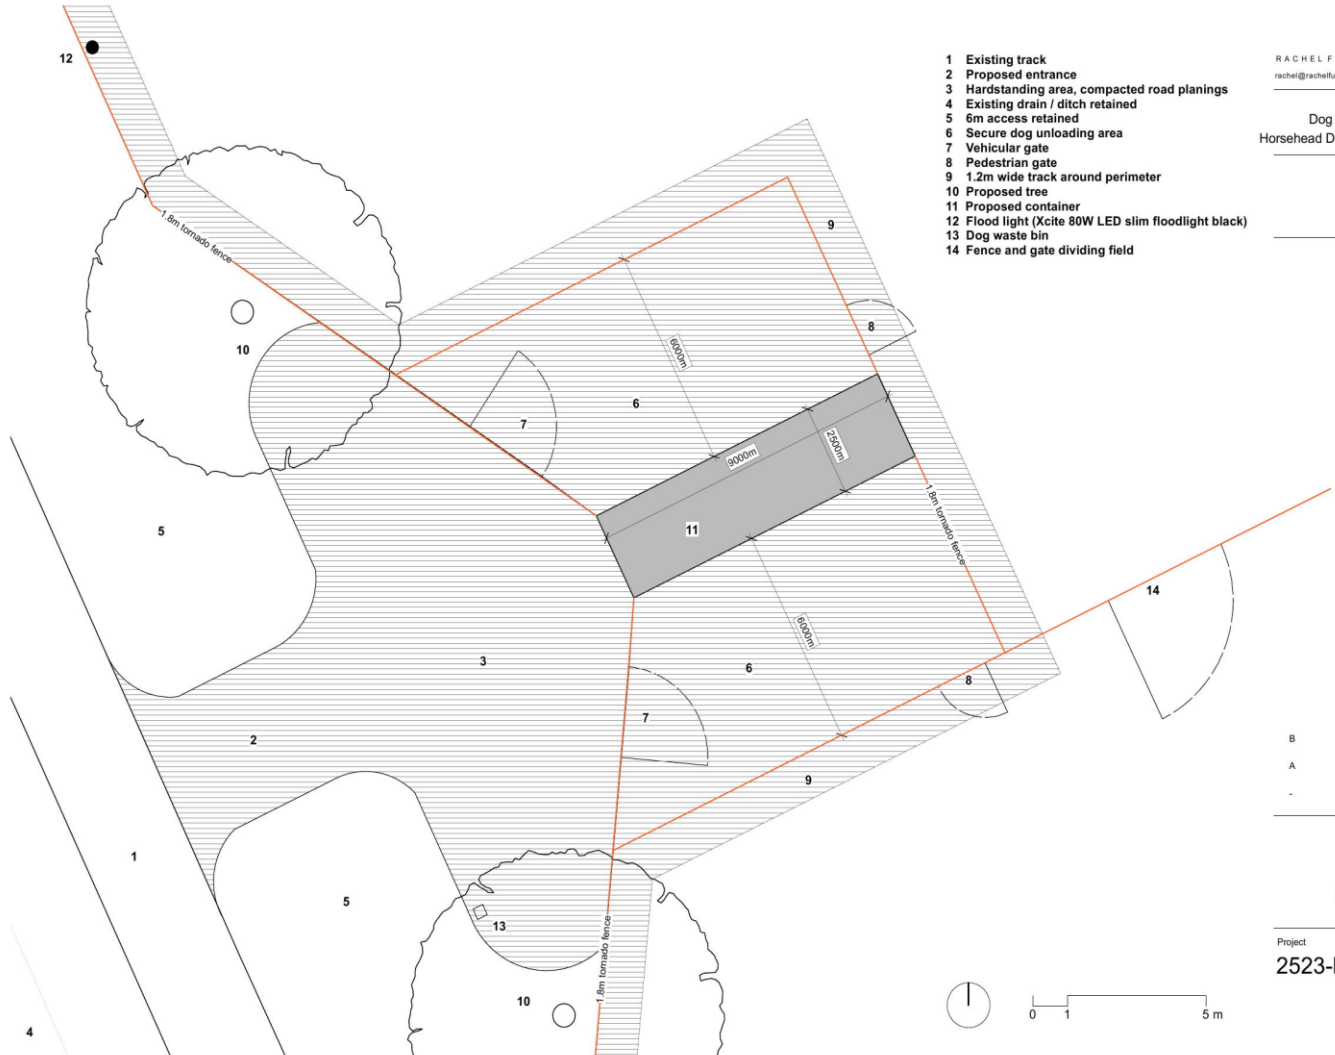 1 Existing track
2 Proposed entrance
3 Hardstanding area, compacted road planings
4 Existing drain / ditch retained
5 6m access retained
6 Secure dog unloading area
7 Vehicular gate
8 Pedestrian gate
9 1.2m wide track around perimeter
10 Proposed tree
11 Proposed container
12 Flood light (Xcite 80W LED slim floodlight black)
13 Dog waste bin
14 Fence and gate dividing field
RACHEL F
rachel@rachelfu
Dog
Horsehead D
12
1.8m tornado fence
9
8
10
6000m
6
7
9000m
2500m
5
11
1.8m tornado fence
14
6000m
3
6
8
7
2
9
B
A
-
1
5
13
1.8m tornado fence
10
4
0 1 5 m
Project
2523-